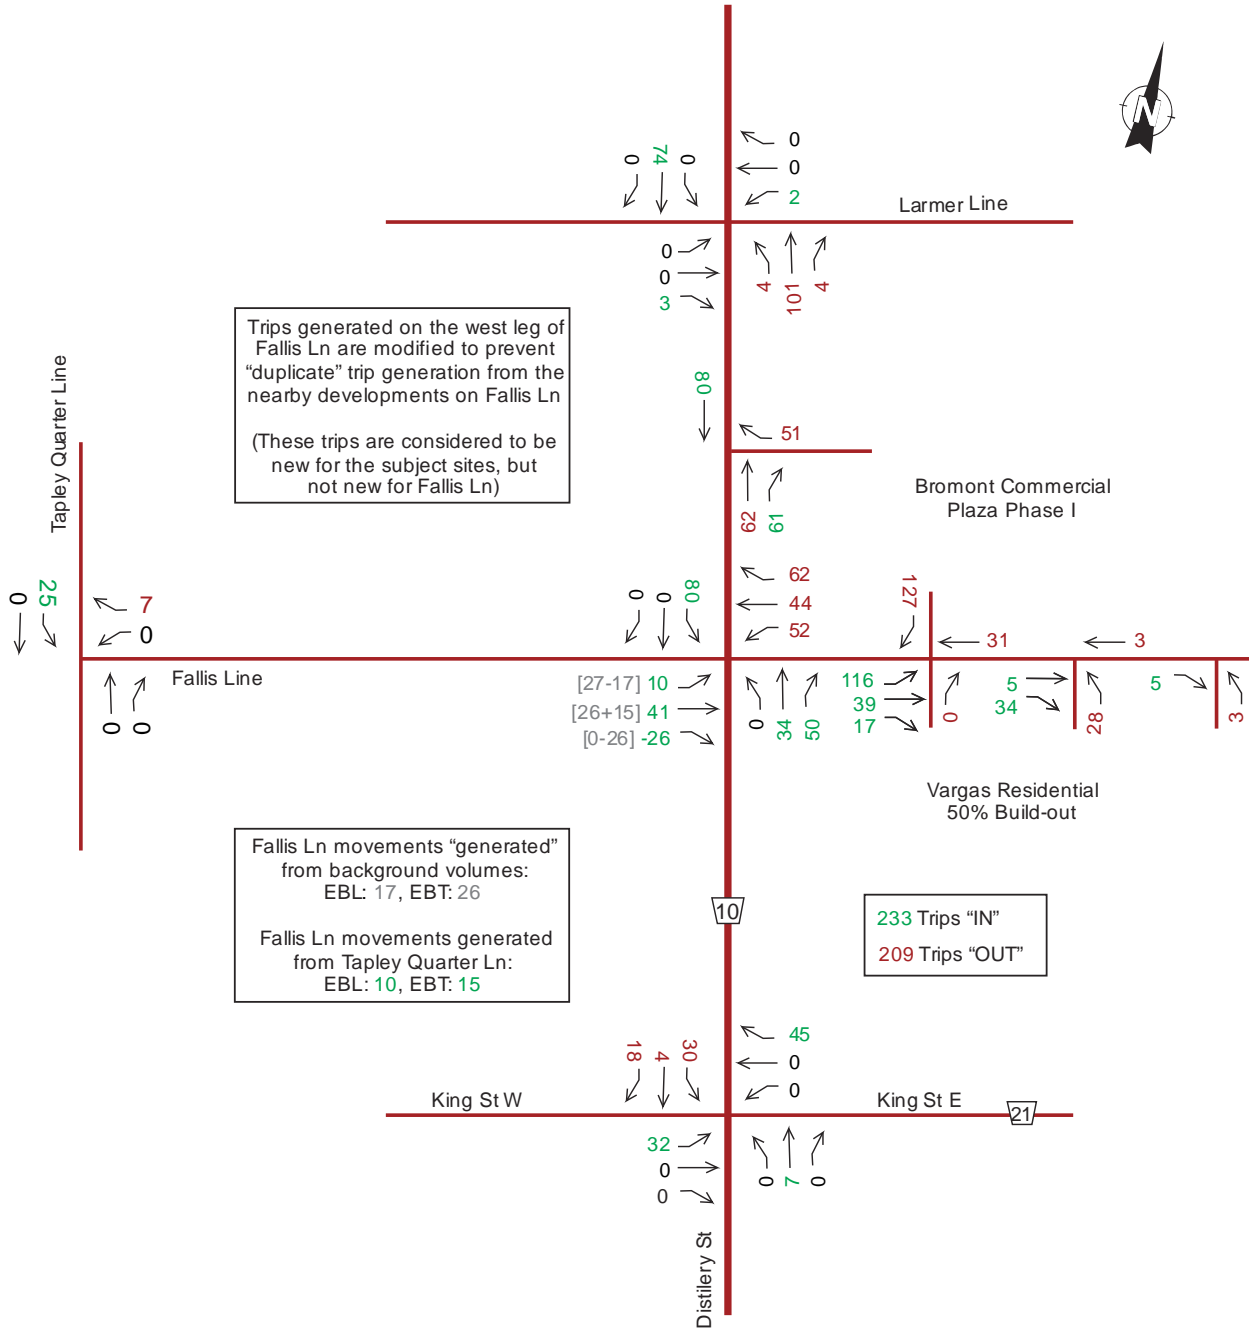 N
0
74
0
0
0
2
Larmer Line
0
0
3
4
101
4
Trips generated on the west leg of
Fallis Ln are modified to prevent
“duplicate” trip generation from the
nearby developments on Fallis Ln
(These trips are considered to be
new for the subject sites, but
not new for Fallis Ln)
80
51
62
61
Bromont Commercial
Plaza Phase I
Tapley Quarter Line
0
25
7
0
0
0
Fallis Line
0
0
80
62
44
52
[27-17] 10
[26+15] 41
[0-26] -26
0
34
50
127
31
3
116
39
17
0
5
34
28
5
3
Vargas Residential
50% Build-out
Fallis Ln movements “generated”
from background volumes:
EBL: 17, EBT: 26
Fallis Ln movements generated
from Tapley Quarter Ln:
EBL: 10, EBT: 15
10
233 Trips “IN”
209 Trips “OUT”
18
4
30
45
0
0
King St W
King St E
21
32
0
0
0
7
0
Distillery St